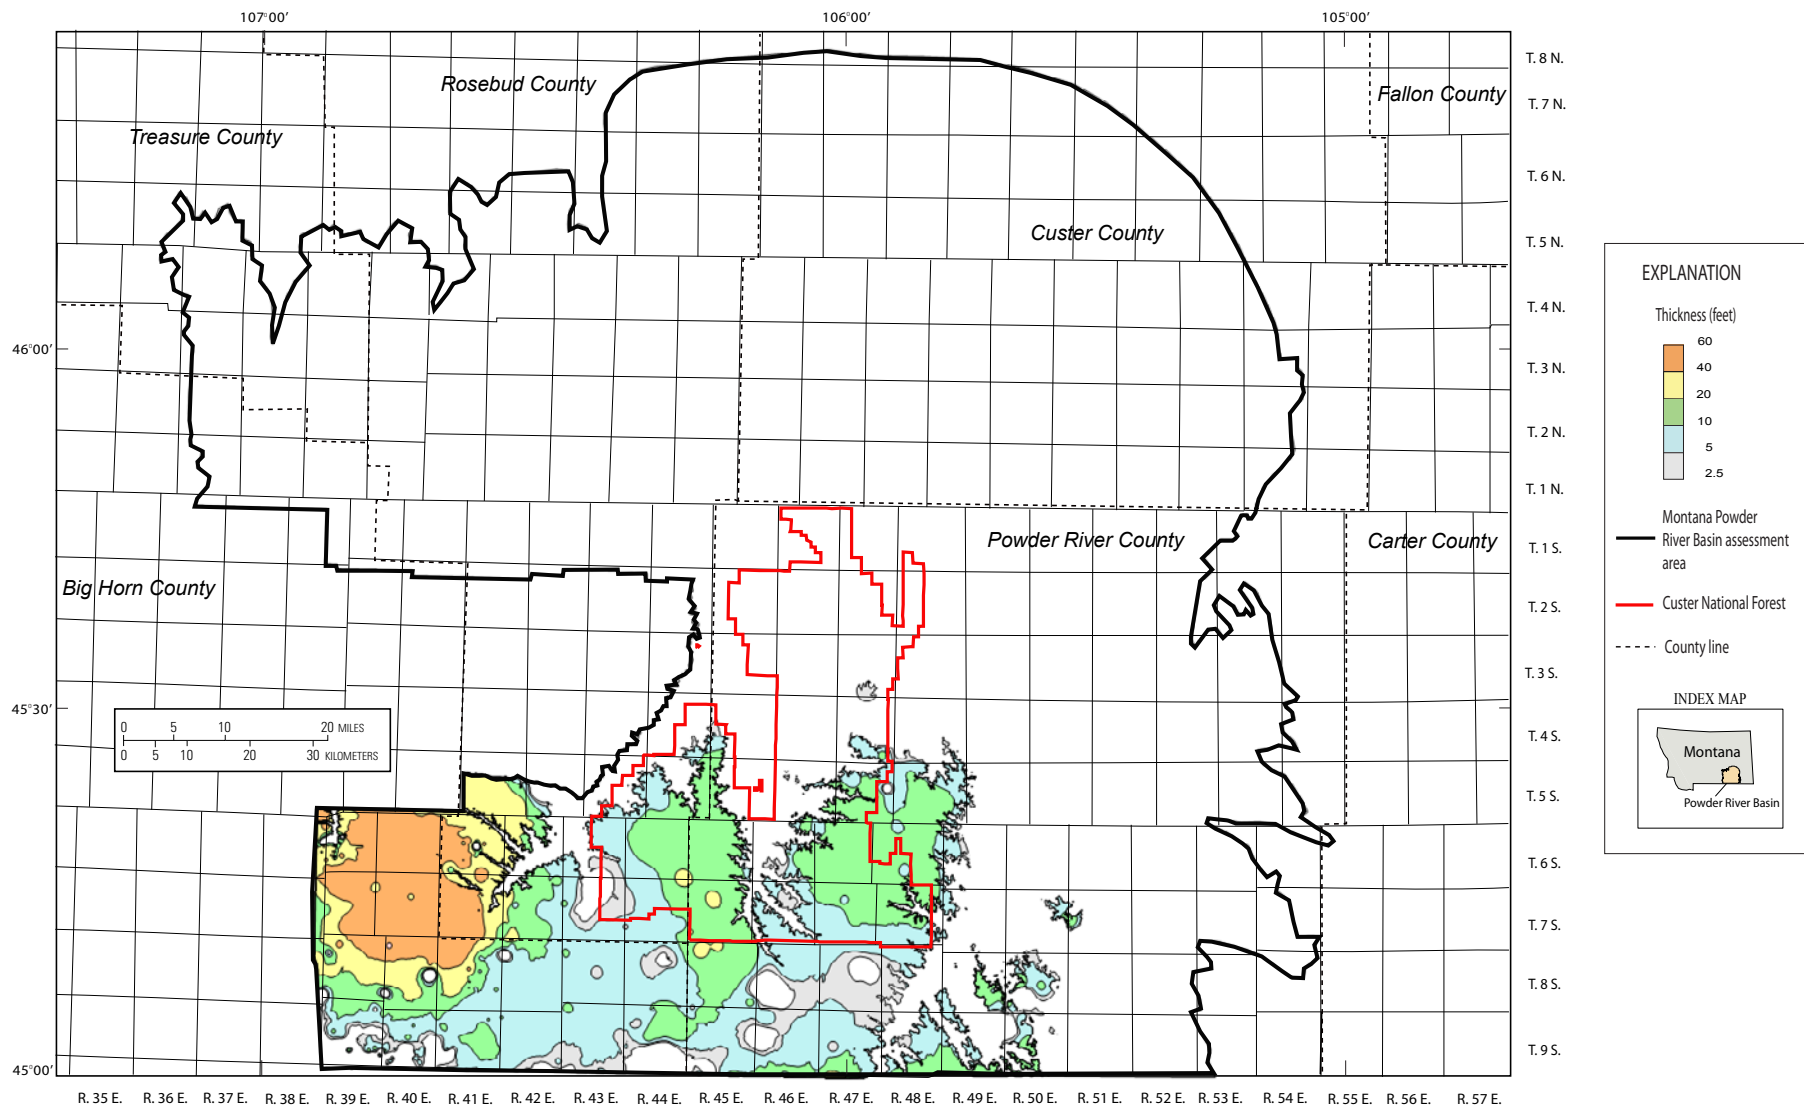 107°00′ 106°00′ 105°00′
T. 8 N.
Rosebud County
Fallon County
T. 7 N.
Treasure County
T. 6 N.
Custer County
T. 5 N.
T. 4 N.
46°00′
T. 3 N.
T. 2 N.
T. 1 N.
Powder River County
Carter County
T. 1 S.
Big Horn County
T. 2 S.
T. 3 S.
45°30′
0 5 10 20 MILES
0 5 10 20 30 KILOMETERS
T. 4 S.
T. 5 S.
T. 6 S.
T. 7 S.
T. 8 S.
T. 9 S.
45°00′
R. 35 E. R. 36 E. R. 37 E. R. 38 E. R. 39 E. R. 40 E. R. 41 E. R. 42 E. R. 43 E. R. 44 E. R. 45 E. R. 46 E. R. 47 E. R. 48 E. R. 49 E. R. 50 E. R. 51 E. R. 52 E. R. 53 E. R. 54 E. R. 55 E. R. 56 E. R. 57 E.
EXPLANATION
Thickness (feet)
60
40
20
10
5
2.5
Montana Powder
River Basin assessment
area
Custer National Forest
County line
INDEX MAP
Montana
Powder River Basin